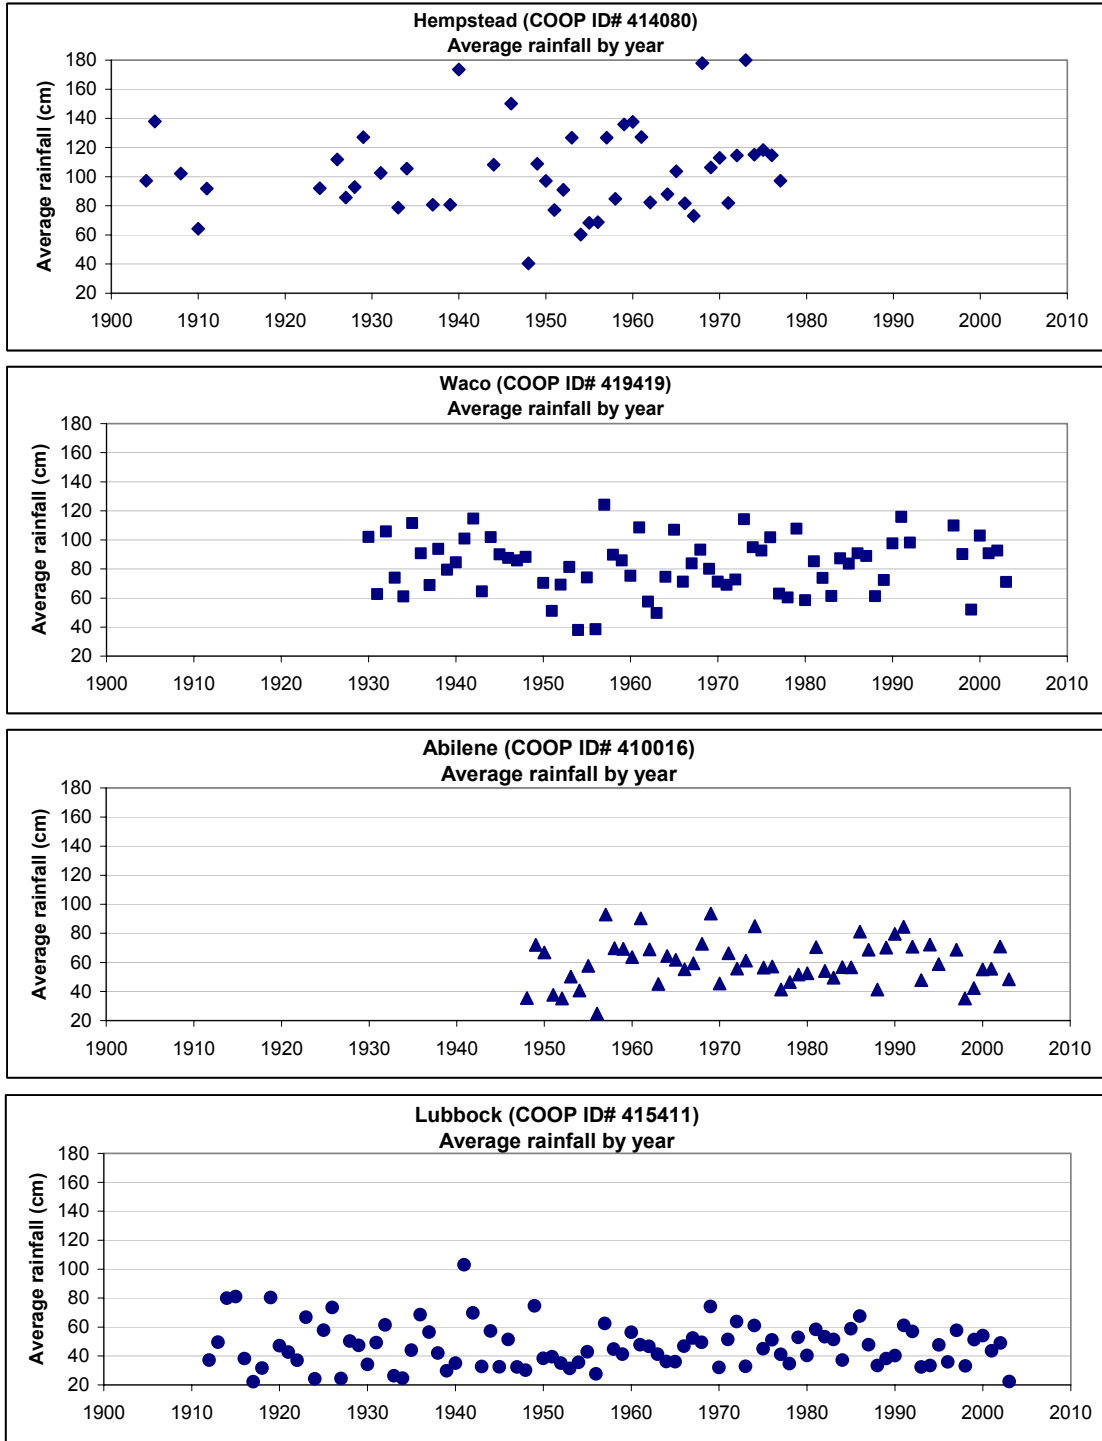 Hempstead (COOP ID# 414080)
Average rainfall by year
Average rainfall (cm)
180
160
140
120
100
80
60
40
20
1900 1910 1920 1930 1940 1950 1960 1970 1980 1990 2000 2010
Waco (COOP ID# 419419)
Average rainfall by year
Average rainfall (cm)
180
160
140
120
100
80
60
40
20
1900 1910 1920 1930 1940 1950 1960 1970 1980 1990 2000 2010
Abilene (COOP ID# 410016)
Average rainfall by year
Average rainfall (cm)
180
160
140
120
100
80
60
40
20
1900 1910 1920 1930 1940 1950 1960 1970 1980 1990 2000 2010
Lubbock (COOP ID# 415411)
Average rainfall by year
Average rainfall (cm)
180
160
140
120
100
80
60
40
20
1900 1910 1920 1930 1940 1950 1960 1970 1980 1990 2000 2010